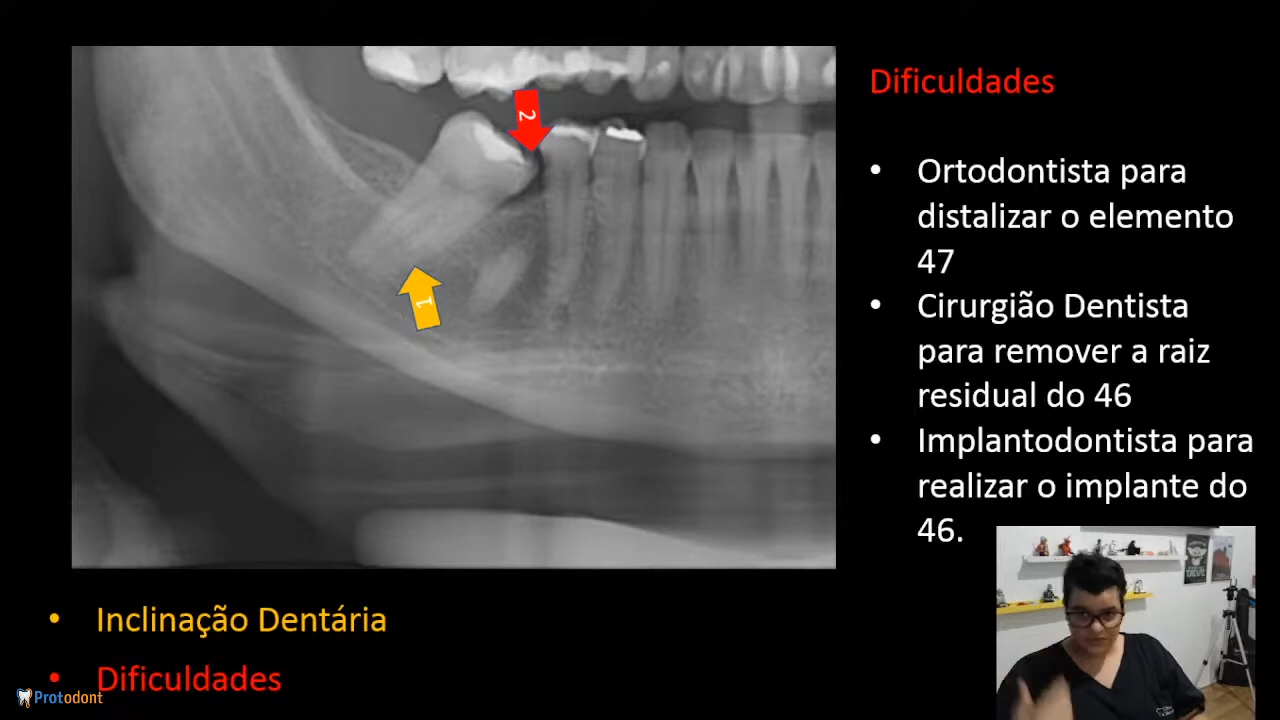 2
1
Dificuldades
• Ortodontista para
distalizar o elemento
47
• Cirurgião Dentista
para remover a raiz
residual do 46
• Implantodontista para
realizar o implante do
46.
• Inclinação Dentária
• Dificuldades
Protodont